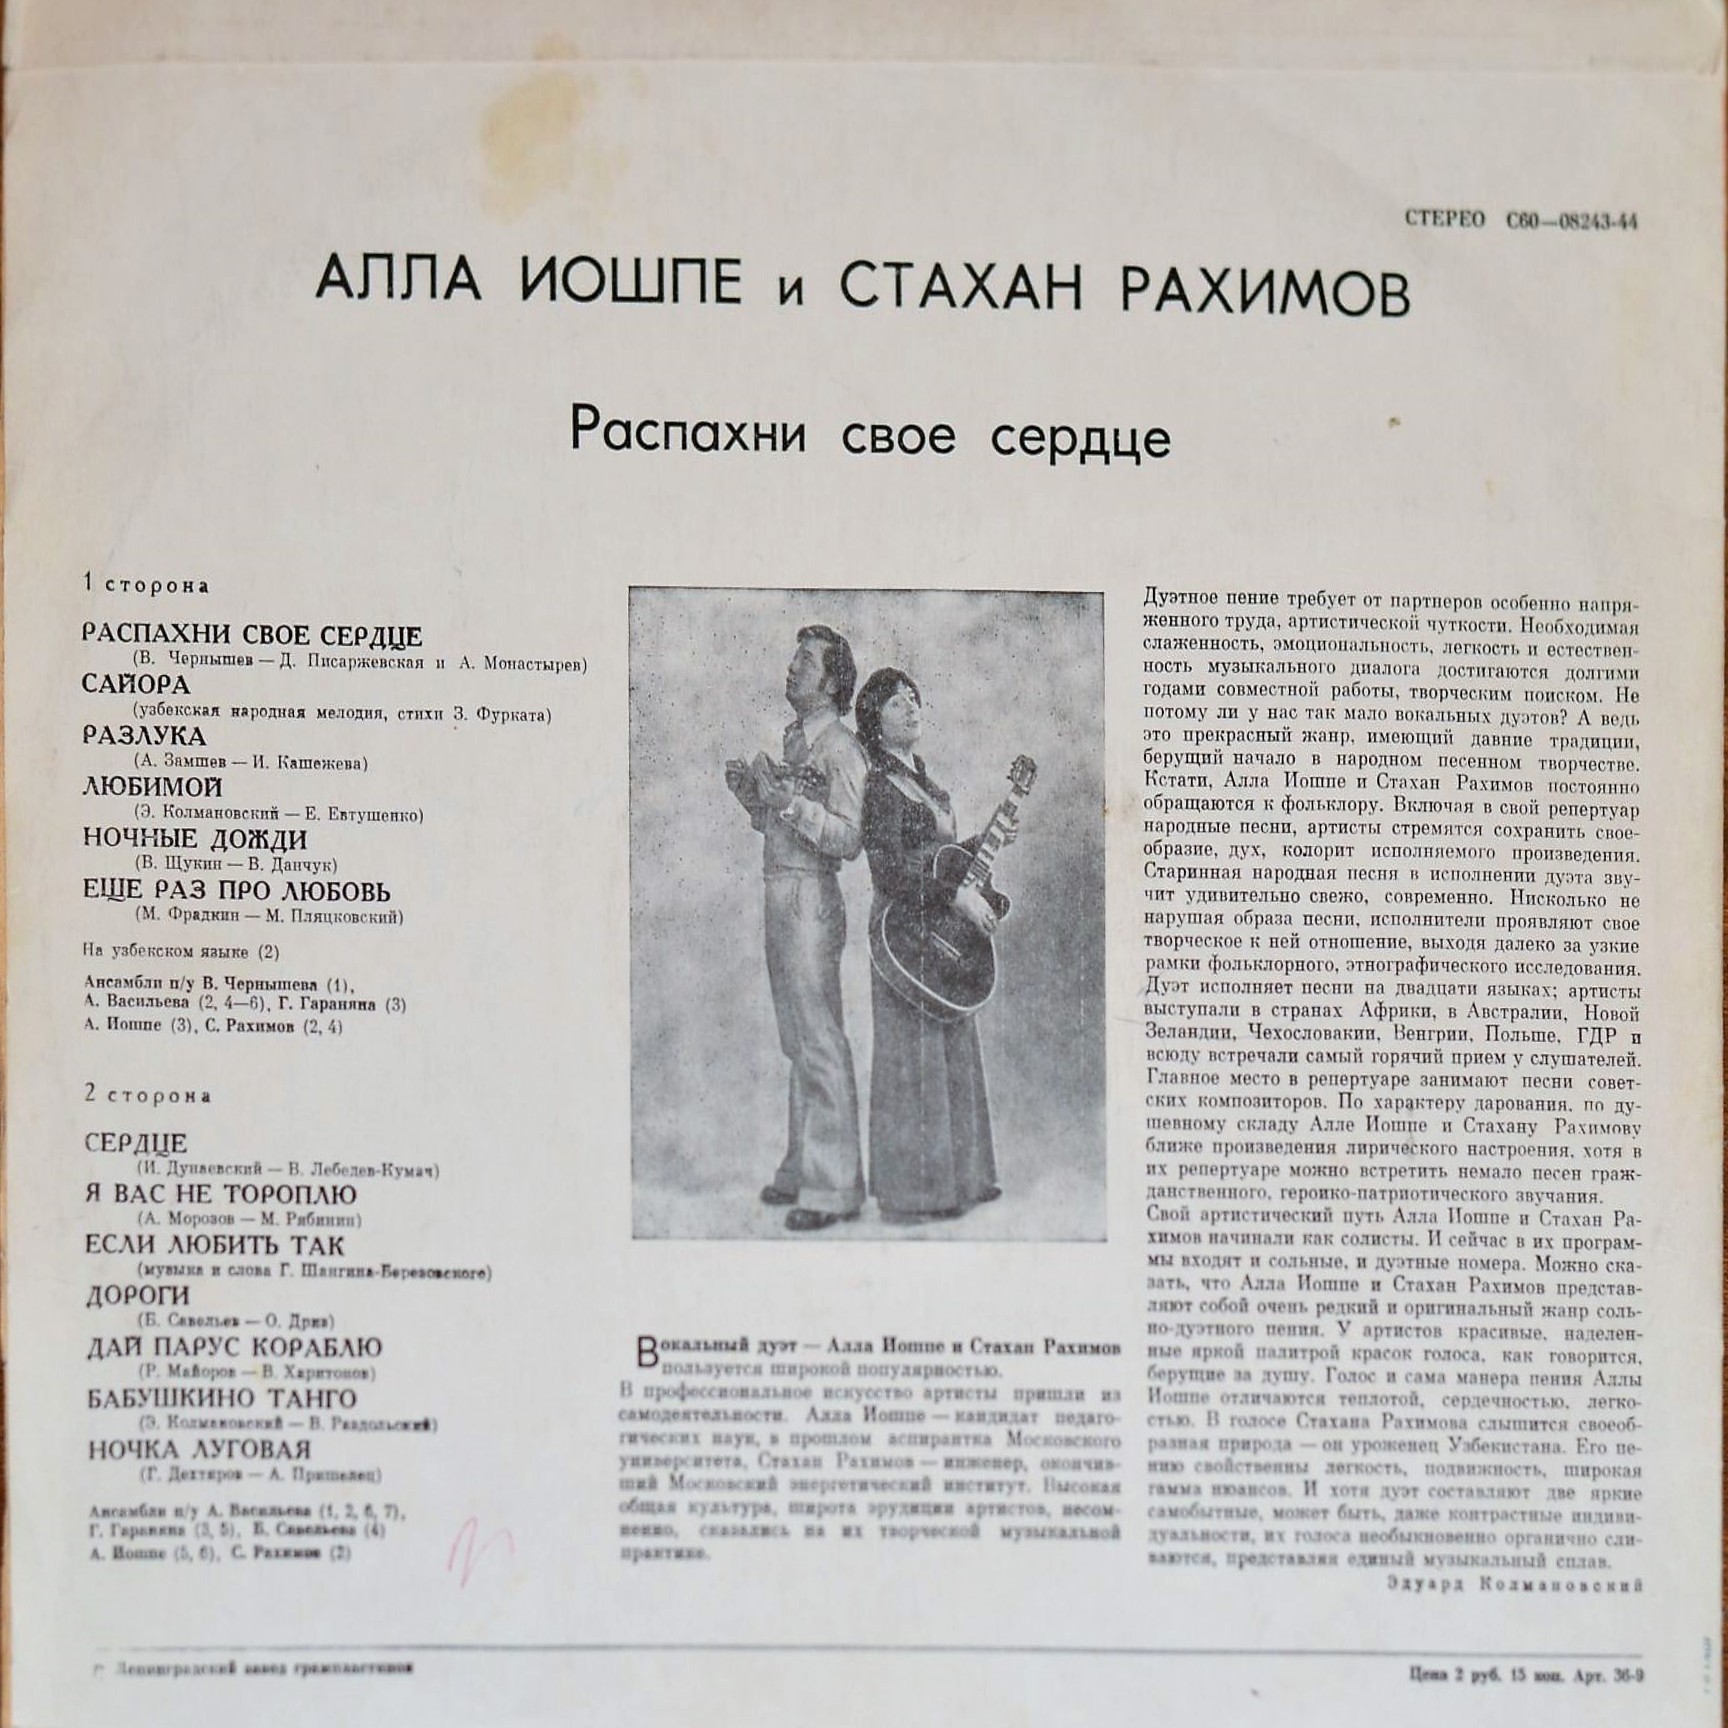 СТЕРЕО С60—08243-44
АЛЛА ИОШПЕ и СТАХАН РАХИМОВ
Распахни свое сердце
1 сторона
РАСПАХНИ СВОЕ СЕРДЦЕ
(В. Чернышев — Д. Писаржевская и А. Монастырев)
САЙОРА
(узбекская народная мелодия, стихи З. Фурката)
РАЗЛУКА
(А. Замшев — И. Кашежева)
ЛЮБИМОЙ
(Э. Колмановский — Е. Евтушенко)
НОЧНЫЕ ДОЖДИ
(В. Щукин — В. Данчук)
ЕЩЕ РАЗ ПРО ЛЮБОВЬ
(М. Фрадкин — М. Пляцковский)
На узбекском языке (2)
Ансамбли п/у В. Чернышева (1),
А. Васильева (2, 4—6), Г. Гараняна (3)
А. Иошпе (3), С. Рахимов (2, 4)
2 сторона
СЕРДЦЕ
(И. Дунаевский — В. Лебедев-Кумач)
Я ВАС НЕ ТОРОПЛЮ
(А. Морозов — М. Рябинин)
ЕСЛИ ЛЮБИТЬ ТАК
(музыка и слова Г. Шангина-Березовского)
ДОРОГИ
(Б. Савельев — О. Дриз)
ДАЙ ПАРУС КОРАБЛЮ
(Р. Майоров — В. Харитонов)
БАБУШКИНО ТАНГО
(Э. Колмановский — В. Раздольский)
НОЧКА ЛУГОВАЯ
(Г. Дехтяров — А. Пришелец)
Ансамбли п/у А. Васильева (1, 2, 6, 7),
Г. Гараняна (3, 5), Б. Савельева (4)
А. Иошпе (5, 6), С. Рахимов (2)
Вокальный дуэт — Алла Иошпе и Стахан Рахимов
пользуется широкой популярностью.
В профессиональное искусство артисты пришли из
самодеятельности. Алла Иошпе — кандидат педаго-
гических наук, в прошлом аспирантка Московского
университета, Стахан Рахимов — инженер, окончив-
ший Московский энергетический институт. Высокая
общая культура, широта эрудиции артистов, несом-
ненно, сказались на их творческой музыкальной
практике.
Дуэтное пение требует от партнеров особенно напря-
женного труда, артистической чуткости. Необходимая
слаженность, эмоциональность, легкость и естествен-
ность музыкального диалога достигаются долгими
годами совместной работы, творческим поиском. Не
потому ли у нас так мало вокальных дуэтов? А ведь
это прекрасный жанр, имеющий давние традиции,
берущий начало в народном песенном творчестве.
Кстати, Алла Иошпе и Стахан Рахимов постоянно
обращаются к фольклору. Включая в свой репертуар
народные песни, артисты стремятся сохранить свое-
образие, дух, колорит исполняемого произведения.
Старинная народная песня в исполнении дуэта зву-
чит удивительно свежо, современно. Нисколько не
нарушая образа песни, исполнители проявляют свое
творческое к ней отношение, выходя далеко за узкие
рамки фольклорного, этнографического исследования.
Дуэт исполняет песни на двадцати языках; артисты
выступали в странах Африки, в Австралии, Новой
Зеландии, Чехословакии, Венгрии, Польше, ГДР и
всюду встречали самый горячий прием у слушателей.
Главное место в репертуаре занимают песни совет-
ских композиторов. По характеру дарования, по ду-
шевному складу Алле Иошпе и Стахану Рахимову
ближе произведения лирического настроения, хотя в
их репертуаре можно встретить немало песен граж-
данственного, героико-патриотического звучания.
Свой артистический путь Алла Иошпе и Стахан Ра-
химов начинали как солисты. И сейчас в их програм-
мы входят и сольные, и дуэтные номера. Можно ска-
зать, что Алла Иошпе и Стахан Рахимов представ-
ляют собой очень редкий и оригинальный жанр соль-
но-дуэтного пения. У артистов красивые, наделен-
ные яркой палитрой красок голоса, как говорится,
берущие за душу. Голос и сама манера пения Аллы
Иошпе отличаются теплотой, сердечностью, легко-
стью. В голосе Стахана Рахимова слышится своеоб-
разная природа — он уроженец Узбекистана. Его пе-
нию свойственны легкость, подвижность, широкая
гамма нюансов. И хотя дуэт составляют две яркие
самобытные, может быть, даже контрастные индиви-
дуальности, их голоса необыкновенно органично сли-
ваются, представляя единый музыкальный сплав.
Эдуард Колмановский
Ленинградский завод грампластинок
Цена 2 руб. 15 коп. Арт. 36-9